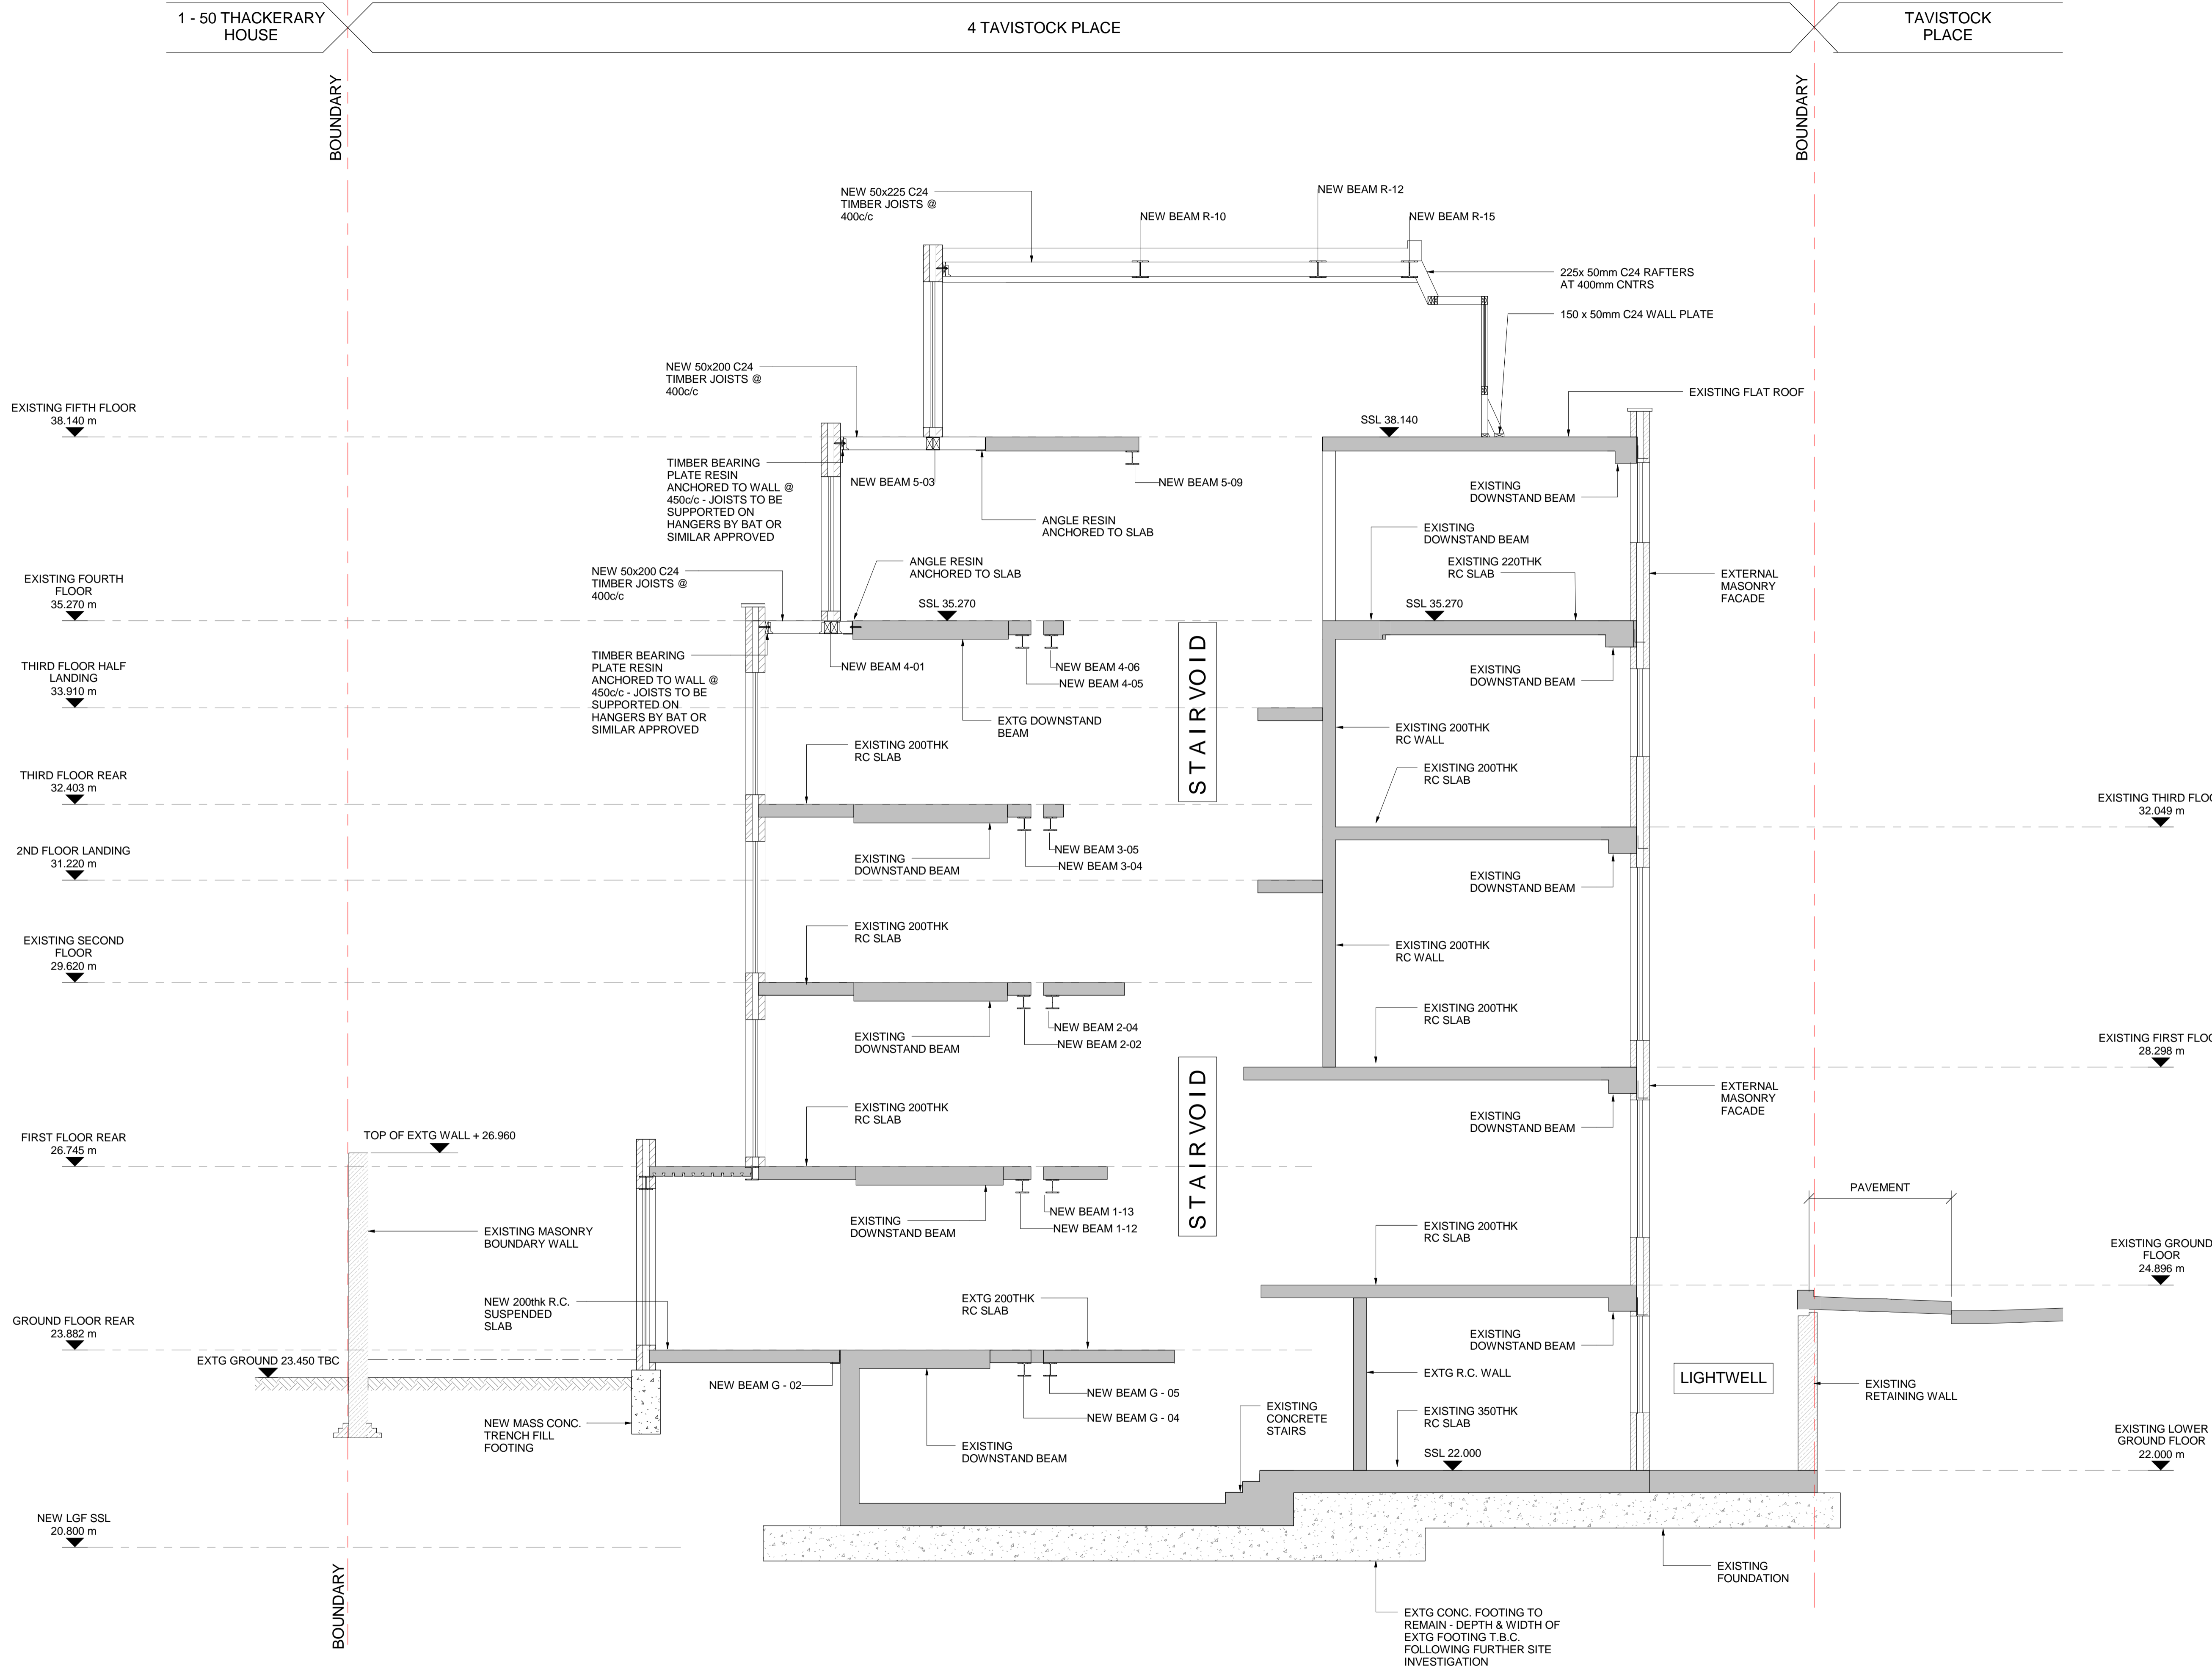 1 - 50 THACKERARY
HOUSE
4 TAVISTOCK PLACE
TAVISTOCK
PLACE
BOUNDARY
BOUNDARY
NEW 50x225 C24
TIMBER JOISTS @
400c/c
NEW BEAM R-10
NEW BEAM R-12
NEW BEAM R-15
225x 50mm C24 RAFTERS
AT 400mm CNTRS
150 x 50mm C24 WALL PLATE
NEW 50x200 C24
TIMBER JOISTS @
400c/c
EXISTING FLAT ROOF
EXISTING FIFTH FLOOR
38.140 m
SSL 38.140
TIMBER BEARING
PLATE RESIN
ANCHORED TO WALL @
450c/c - JOISTS TO BE
SUPPORTED ON
HANGERS BY BAT OR
SIMILAR APPROVED
NEW BEAM 5-03
NEW BEAM 5-09
ANGLE RESIN
ANCHORED TO SLAB
EXISTING
DOWNSTAND BEAM
EXISTING
DOWNSTAND BEAM
EXISTING 220THK
RC SLAB
EXTERNAL
MASONRY
FACADE
EXISTING FOURTH
FLOOR
35.270 m
NEW 50x200 C24
TIMBER JOISTS @
400c/c
ANGLE RESIN
ANCHORED TO SLAB
SSL 35.270
SSL 35.270
STAIR VOID
TIMBER BEARING
PLATE RESIN
ANCHORED TO WALL @
450c/c - JOISTS TO BE
SUPPORTED ON
HANGERS BY BAT OR
SIMILAR APPROVED
NEW BEAM 4-01
NEW BEAM 4-06
NEW BEAM 4-05
EXTG DOWNSTAND
BEAM
EXISTING
DOWNSTAND BEAM
THIRD FLOOR HALF
LANDING
33.910 m
EXISTING 200THK
RC SLAB
EXISTING 200THK
RC WALL
EXISTING 200THK
RC SLAB
THIRD FLOOR REAR
32.403 m
EXISTING THIRD FLOO
32.049 m
EXISTING
DOWNSTAND BEAM
NEW BEAM 3-05
NEW BEAM 3-04
EXISTING
DOWNSTAND BEAM
2ND FLOOR LANDING
31.220 m
EXISTING 200THK
RC SLAB
EXISTING 200THK
RC WALL
EXISTING SECOND
FLOOR
29.620 m
EXISTING
DOWNSTAND BEAM
NEW BEAM 2-04
NEW BEAM 2-02
EXISTING 200THK
RC SLAB
EXISTING FIRST FLOO
28.298 m
STAIR VOID
EXISTING 200THK
RC SLAB
EXISTING
DOWNSTAND BEAM
EXTERNAL
MASONRY
FACADE
FIRST FLOOR REAR
26.745 m
TOP OF EXTG WALL + 26.960
EXISTING MASONRY
BOUNDARY WALL
EXISTING
DOWNSTAND BEAM
NEW BEAM 1-13
NEW BEAM 1-12
EXISTING 200THK
RC SLAB
PAVEMENT
EXISTING GROUND
FLOOR
24.896 m
NEW 200thk R.C.
SUSPENDED
SLAB
EXTG 200THK
RC SLAB
EXISTING
DOWNSTAND BEAM
GROUND FLOOR REAR
23.882 m
EXTG GROUND 23.450 TBC
NEW BEAM G - 02
NEW BEAM G - 05
NEW BEAM G - 04
EXTG R.C. WALL
LIGHTWELL
EXISTING
RETAINING WALL
NEW MASS CONC.
TRENCH FILL
FOOTING
EXISTING
DOWNSTAND BEAM
EXISTING
CONCRETE
STAIRS
EXISTING 350THK
RC SLAB
SSL 22.000
EXISTING LOWER
GROUND FLOOR
22.000 m
NEW LGF SSL
20.800 m
BOUNDARY
EXISTING
FOUNDATION
EXTG CONC. FOOTING TO
REMAIN - DEPTH & WIDTH OF
EXTG FOOTING T.B.C.
FOLLOWING FURTHER SITE
INVESTIGATION